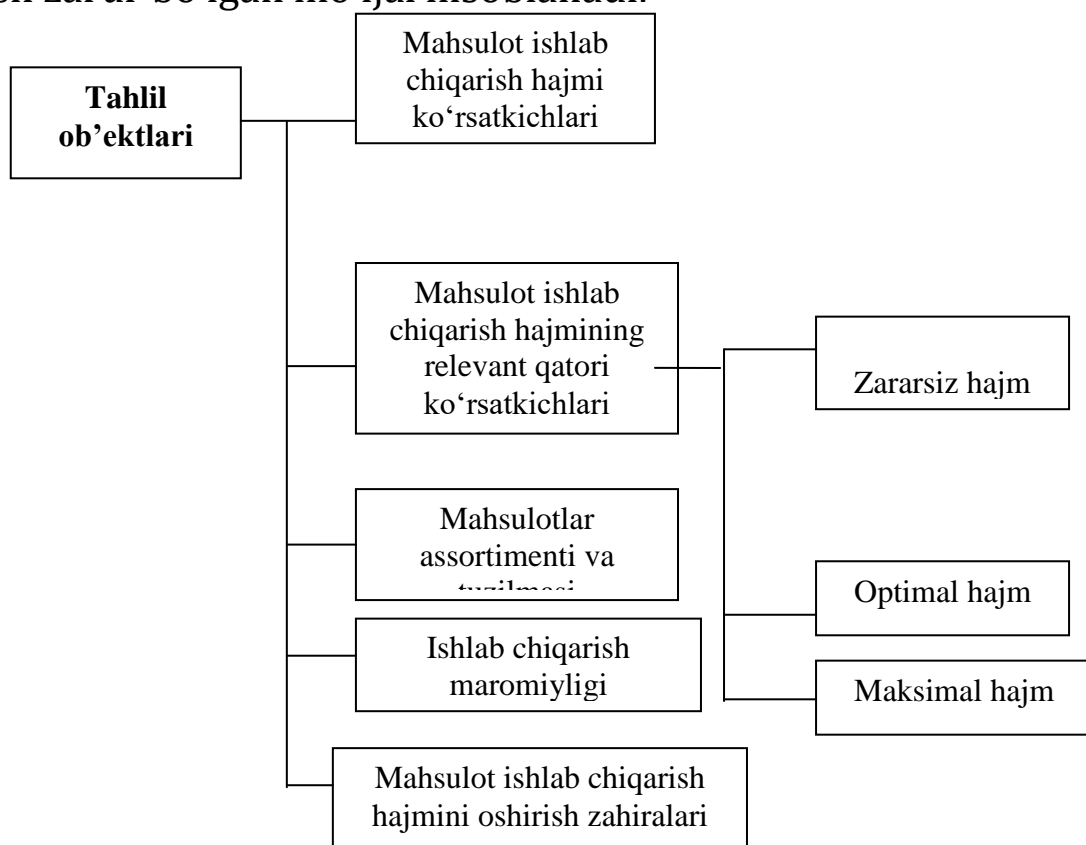 Tahlil
ob’ektlari
Mahsulot ishlab
chiqarish hajmi
ko‘rsatkichlari
Mahsulot ishlab
chiqarish hajmining
relevant qatori
ko‘rsatkichlari
Zararsiz hajm
Optimal hajm
Maksimal hajm
Mahsulotlar
assortimenti va
Ishlab chiqarish
maromiyligi
Mahsulot ishlab chiqarish
hajmini oshirish zahiralari